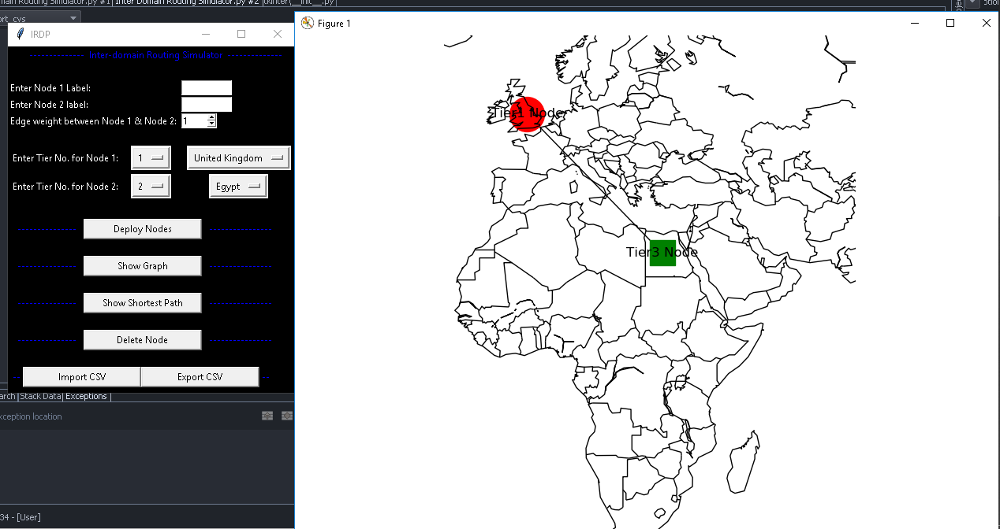 main Routing Simulator.py #1| Inter Domain Routing Simulator.py #2 |tkinter\__init__.py|
ort_cvs
IRDP
Inter-domain Routing Simulator
Enter Node 1 Label:
Enter Node 2 label:
Edge weight between Node 1 & Node 2: 1
Enter Tier No. for Node 1: 1 United Kingdom
Enter Tier No. for Node 2: 2 Egypt
Deploy Nodes
Show Graph
Show Shortest Path
Delete Node
Import CSV Export CSV
arch |Stack Data| Exceptions |
xception location
34 - [User]
Figure 1
Tier1 Node
Tier3 Node